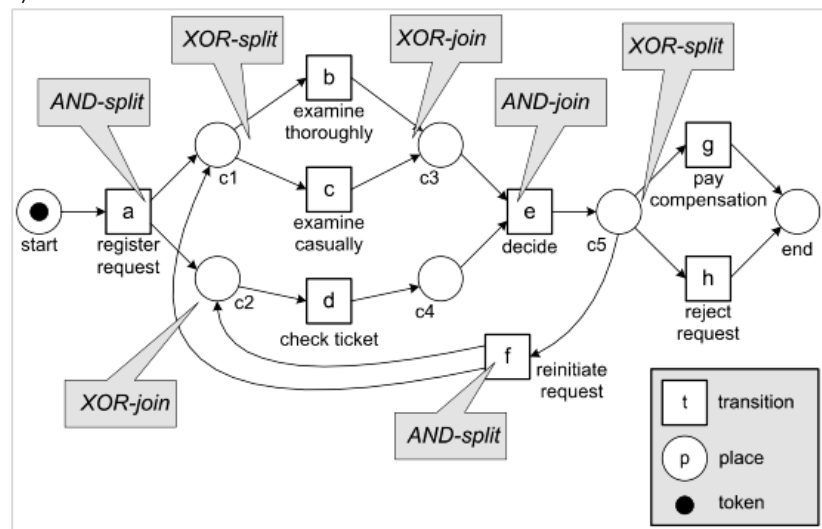 XOR-split
XOR-join
XOR-split
b
AND-split
examine
thoroughly
AND-join
g
c1
c3
pay
compensation
c
a
e
start
register
request
examine
casually
decide
c5
end
c2
d
c4
h
check ticket
reject
request
f
reinitiate
request
XOR-join
AND-split
t
transition
p
place
token